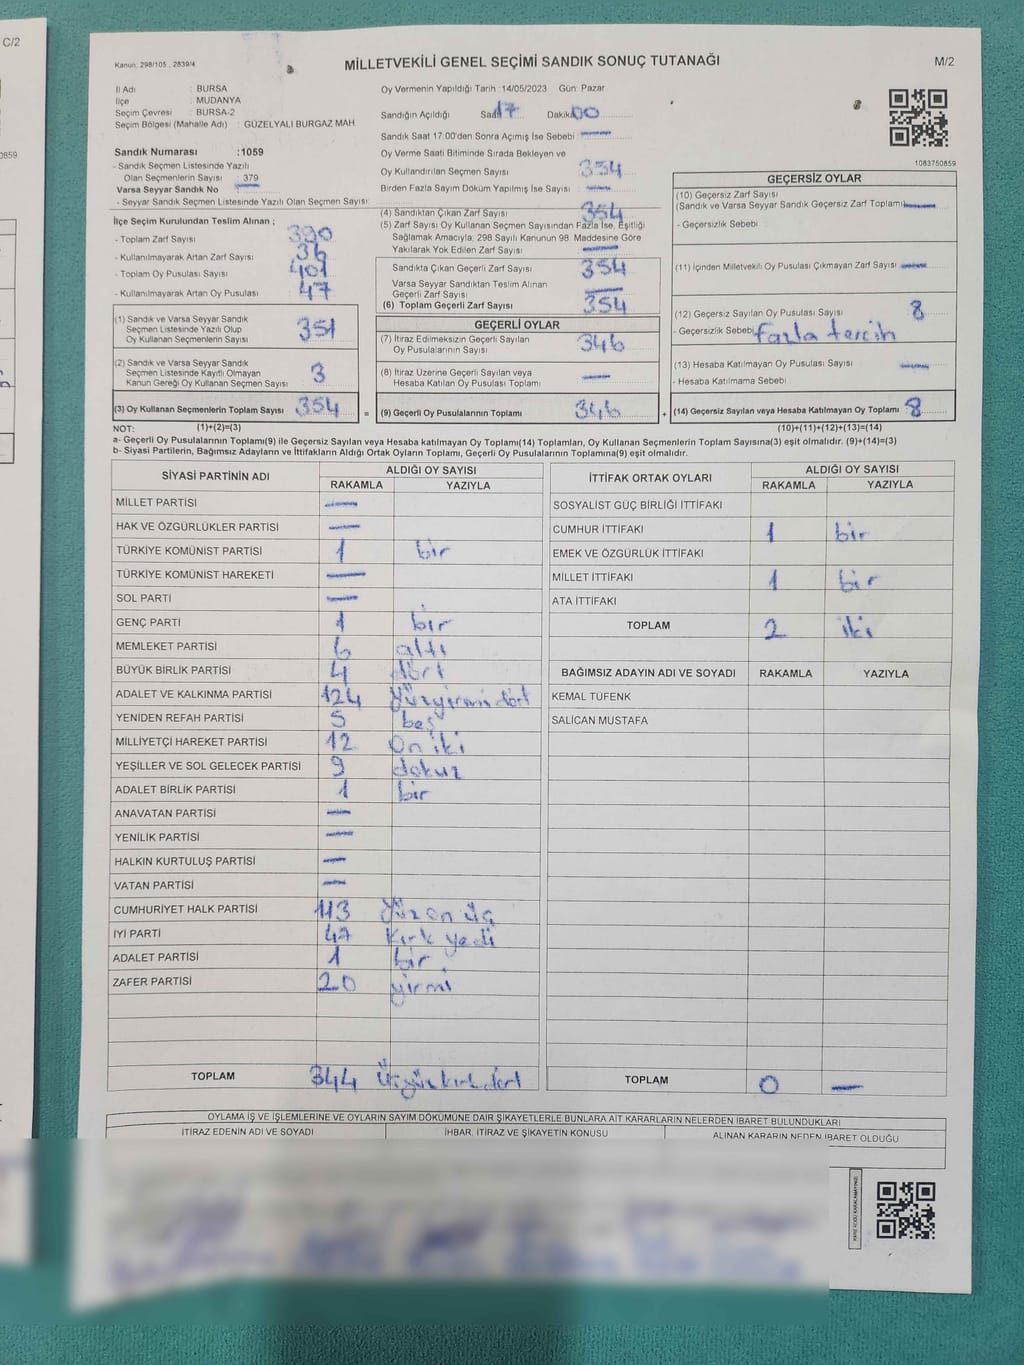 C/2
0859
Kanun: 298/105 , 2839/4
MİLLETVEKİLİ GENEL SEÇİMİ SANDIK SONUÇ TUTANAĞI
M/2
İl Adı : BURSA
İlçe : MUDANYA
Seçim Çevresi : BURSA-2
Seçim Bölgesi (Mahalle Adı) : GÜZELYALI BURGAZ MAH.
Sandık Numarası :1059
- Sandık Seçmen Listesinde Yazılı
Olan Seçmenlerin Sayısı : 379
Varsa Seyyar Sandık No —
- Seyyar Sandık Seçmen Listesinde Yazılı Olan Seçmen Sayısı:
Oy Vermenin Yapıldığı Tarih :14/05/2023 Gün: Pazar
Sandığın Açıldığı Saat 17 Dakika 00
Sandık Saat 17:00'den Sonra Açımış İse Sebebi —
Oy Verme Saati Bitiminde Sırada Bekleyen ve
Oy Kullandırılan Seçmen Sayısı 354
Birden Fazla Sayım Döküm Yapılmış İse Sayısı —
1083750859
İlçe Seçim Kurulundan Teslim Alınan ;
- Toplam Zarf Sayısı 390
- Kullanılmayarak Artan Zarf Sayısı 36
- Toplam Oy Pusulası Sayısı 401
- Kullanılmayarak Artan Oy Pusulası 47
(4) Sandıktan Çıkan Zarf Sayısı 354
(5) Zarf Sayısı Oy Kullanan Seçmen Sayısından Fazla İse, Eşitliği
Sağlamak Amacıyla; 298 Sayılı Kanunun 98. Maddesine Göre
Yakılarak Yok Edilen Zarf Sayısı —
Sandıkta Çıkan Geçerli Zarf Sayısı 354
Varsa Seyyar Sandıktan Teslim Alınan
Geçerli Zarf Sayısı —
(6) Toplam Geçerli Zarf Sayısı 354
GEÇERSİZ OYLAR
(10) Geçersiz Zarf Sayısı
(Sandık ve Varsa Seyyar Sandık Geçersiz Zarf Toplamı) —
- Geçersizlik Sebebi :
(11) İçinden Milletvekili Oy Pusulası Çıkmayan Zarf Sayısı —
(12) Geçersiz Sayılan Oy Pusulası Sayısı 8
- Geçersizlik Sebebi fazla tercih
(13) Hesaba Katılmayan Oy Pusulası Sayısı —
- Hesaba Katılmama Sebebi
(1) Sandık ve Varsa Seyyar Sandık
Seçmen Listesinde Yazılı Olup
Oy Kullanan Seçmenlerin Sayısı 351
(2) Sandık ve Varsa Seyyar Sandık
Seçmen Listesinde Kayıtlı Olmayan
Kanun Gereği Oy Kullanan Seçmen Sayısı 3
GEÇERLİ OYLAR
(7) İtiraz Edilmeksizin Geçerli Sayılan
Oy Pusulalarının Sayısı 346
(8) İtiraz Üzerine Geçerli Sayılan veya
Hesaba Katılan Oy Pusulası Toplamı —
(3) Oy Kullanan Seçmenlerin Toplam Sayısı 354 = (9) Geçerli Oy Pusulalarının Toplamı 346 + (14) Geçersiz Sayılan veya Hesaba Katılmayan Oy Toplamı 8
NOT: (1)+(2)=(3) (10)+(11)+(12)+(13)=(14)
a- Geçerli Oy Pusulaları Toplamı(9) ile Geçersiz Sayılan veya Hesaba katılmayan Oy Toplamı(14) Toplamları, Oy Kullanan Seçmenlerin Toplam Sayısına(3) eşit olmalıdır. (9)+(14)=(3)
b- Siyasi Partilerin, Bağımsız Adayların ve İttifakların Aldığı Ortak Oyların Toplamı, Geçerli Oy Pusulalarının Toplamına(9) eşit olmalıdır.
SİYASİ PARTİNİN ADI ALDIĞI OY SAYISI
RAKAMLA YAZIYLA
MİLLET PARTİSİ —
HAK VE ÖZGÜRLÜKLER PARTİSİ —
TÜRKİYE KOMÜNİST PARTİSİ 1 bir
TÜRKİYE KOMÜNİST HAREKETİ —
SOL PARTİ —
GENÇ PARTİ 1 bir
MEMLEKET PARTİSİ 6 altı
BÜYÜK BİRLİK PARTİSİ 4 dört
ADALET VE KALKINMA PARTİSİ 124 Yüzyirmi dört
YENİDEN REFAH PARTİSİ 5 beş
MİLLİYETÇİ HAREKET PARTİSİ 12 On iki
YEŞİLLER VE SOL GELECEK PARTİSİ 9 dokuz
ADALET BİRLİK PARTİSİ 1 bir
ANAVATAN PARTİSİ —
YENİLİK PARTİSİ —
HALKIN KURTULUŞ PARTİSİ —
VATAN PARTİSİ —
CUMHURİYET HALK PARTİSİ 113 Yüz on üç
İYİ PARTİ 47 Kırk yedi
ADALET PARTİSİ 1 bir
ZAFER PARTİSİ 20 yirmi
TOPLAM 344 Üçyüz kırk dört
İTTİFAK ORTAK OYLARI ALDIĞI OY SAYISI
RAKAMLA YAZIYLA
SOSYALİST GÜÇ BİRLİĞİ İTTİFAKI
CUMHUR İTTİFAKI 1 bir
EMEK VE ÖZGÜRLÜK İTTİFAKI
MİLLET İTTİFAKI 1 bir
ATA İTTİFAKI
TOPLAM 2 iki
BAĞIMSIZ ADAYIN ADI VE SOYADI RAKAMLA YAZIYLA
KEMAL TÜFENK
SALİCAN MUSTAFA
TOPLAM 0 —
OYLAMA İŞ VE İŞLEMLERİNE VE OYLARIN SAYIM DÖKÜMÜNE DAİR ŞİKAYETLERLE BUNLARA AİT KARARLARIN NELERDEN İBARET BULUNDUKLARI
İTİRAZ EDENİN ADI VE SOYADI İHBAR, İTİRAZ VE ŞİKAYETİN KONUSU ALINAN KARARIN NEDEN İBARET OLDUĞU